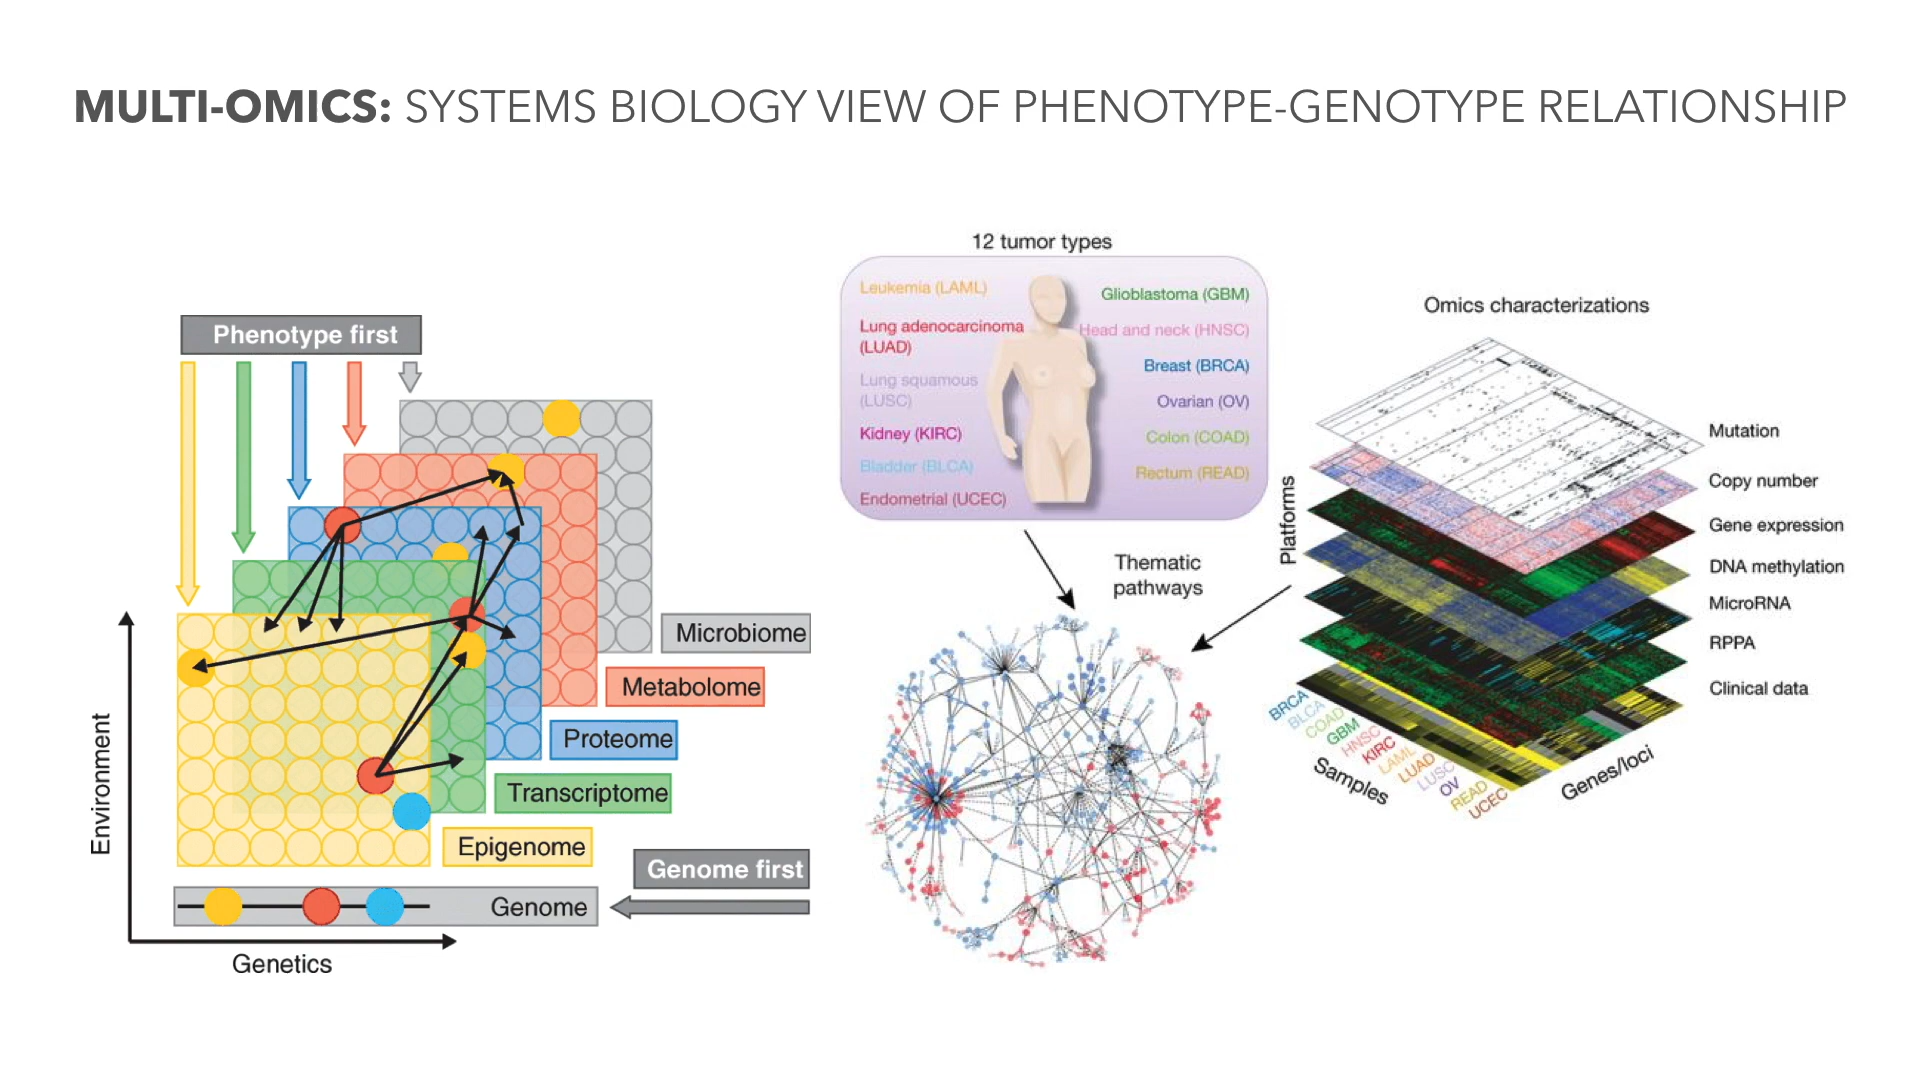 MULTI-OMICS: SYSTEMS BIOLOGY VIEW OF PHENOTYPE-GENOTYPE RELATIONSHIP
Phenotype first
Microbiome
Metabolome
Proteome
Transcriptome
Epigenome
Genome first
Genome
Environment
Genetics
12 tumor types
Leukemia (LAML)
Lung adenocarcinoma
(LUAD)
Lung squamous
(LUSC)
Kidney (KIRC)
Bladder (BLCA)
Endometrial (UCEC)
Glioblastoma (GBM)
Head and neck (HNSC)
Breast (BRCA)
Ovarian (OV)
Colon (COAD)
Rectum (READ)
Thematic
pathways
Omics characterizations
Platforms
Mutation
Copy number
Gene expression
DNA methylation
MicroRNA
RPPA
Clinical data
BRCA
BLCA
COAD
GBM
HNSC
KIRC
LAML
LUAD
LUSC
OV
READ
UCEC
Samples
Genes/loci